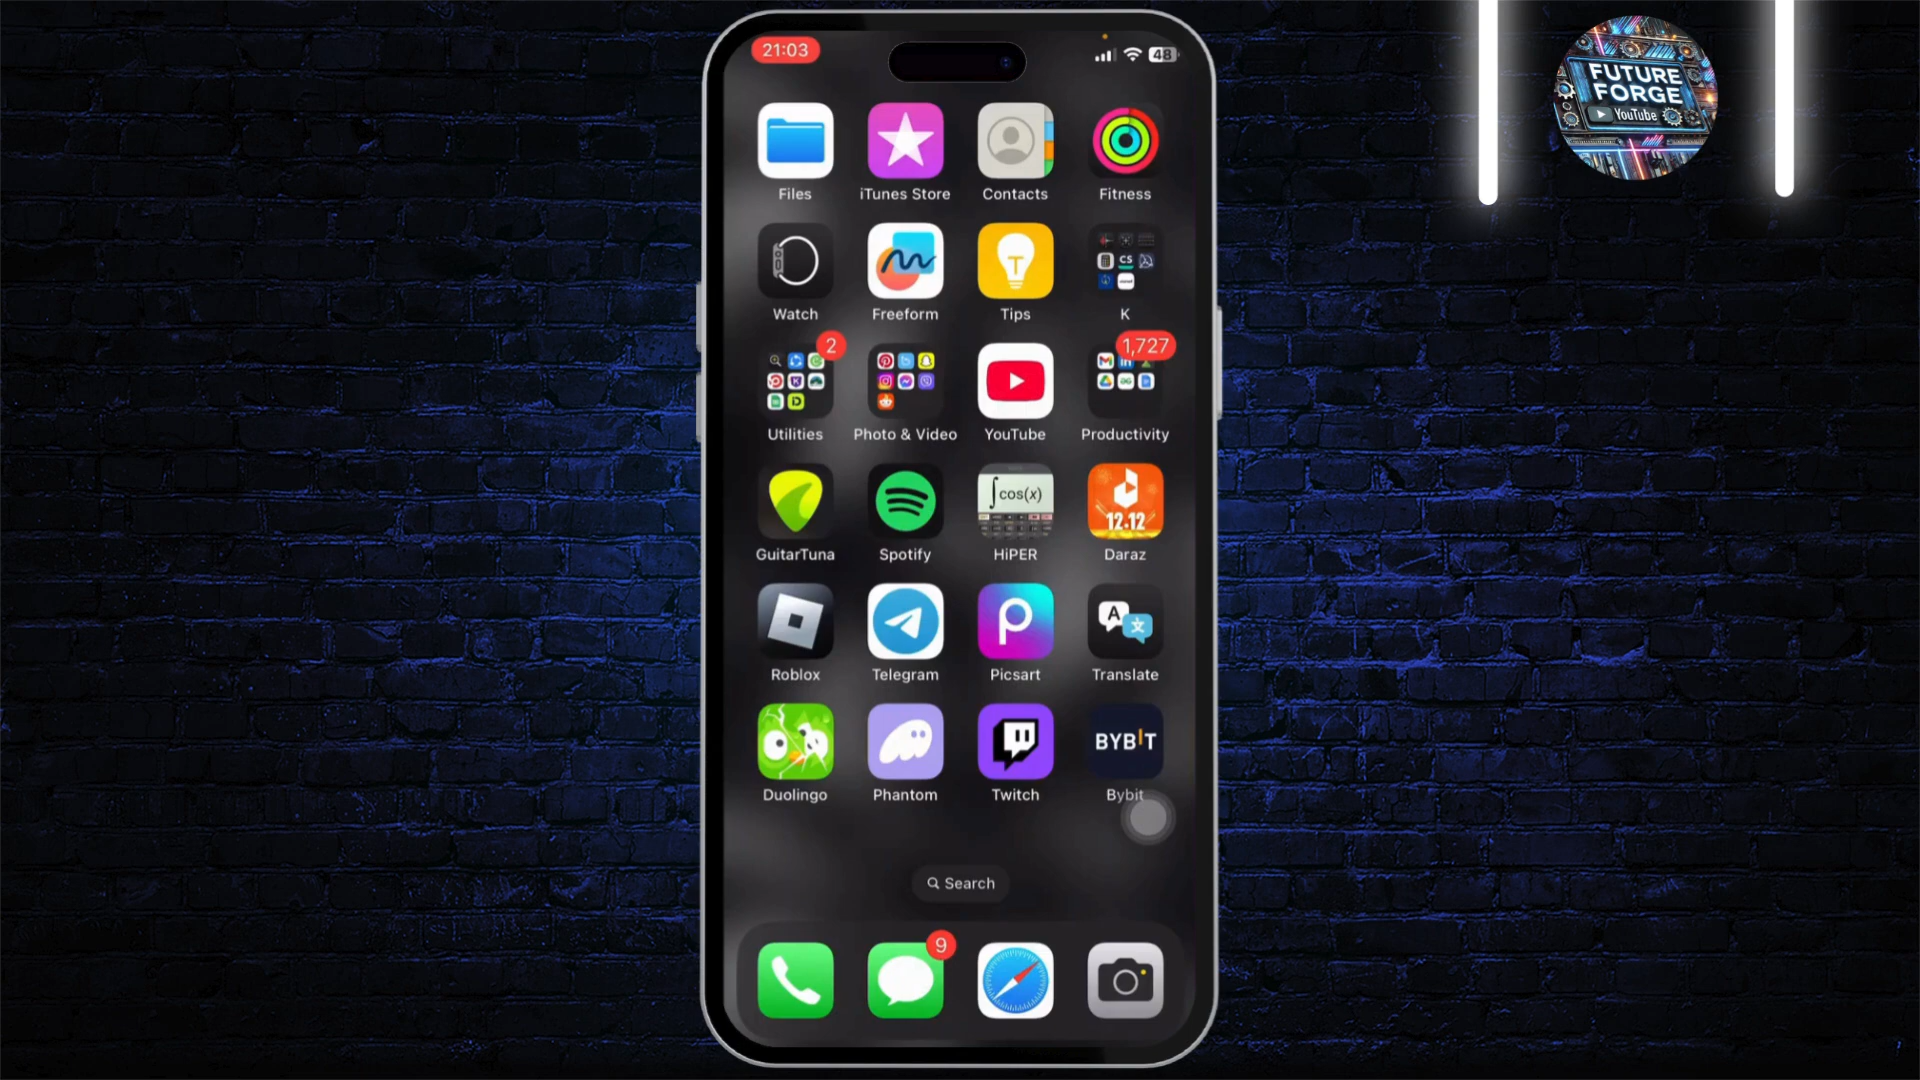 21:03
48
FUTURE
FORGE
YouTube
Files
iTunes Store
Contacts
Fitness
Watch
Freeform
T
Tips
CS
K
2
1,727
Utilities
Photo & Video
YouTube
Productivity
cos(x)
12.12
GuitarTuna
Spotify
HiPER
Daraz
A
文
Roblox
Telegram
Picsart
Translate
BYBIT
Duolingo
Phantom
Twitch
Bybit
Search
9